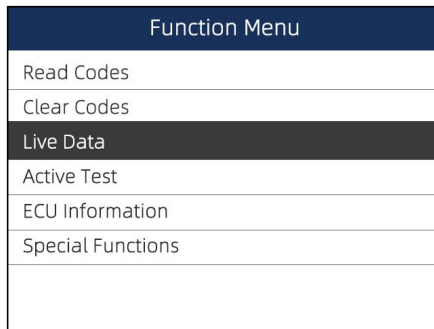 Function Menu
Read Codes
Clear Codes
Live Data
Active Test
ECU Information
Special Functions